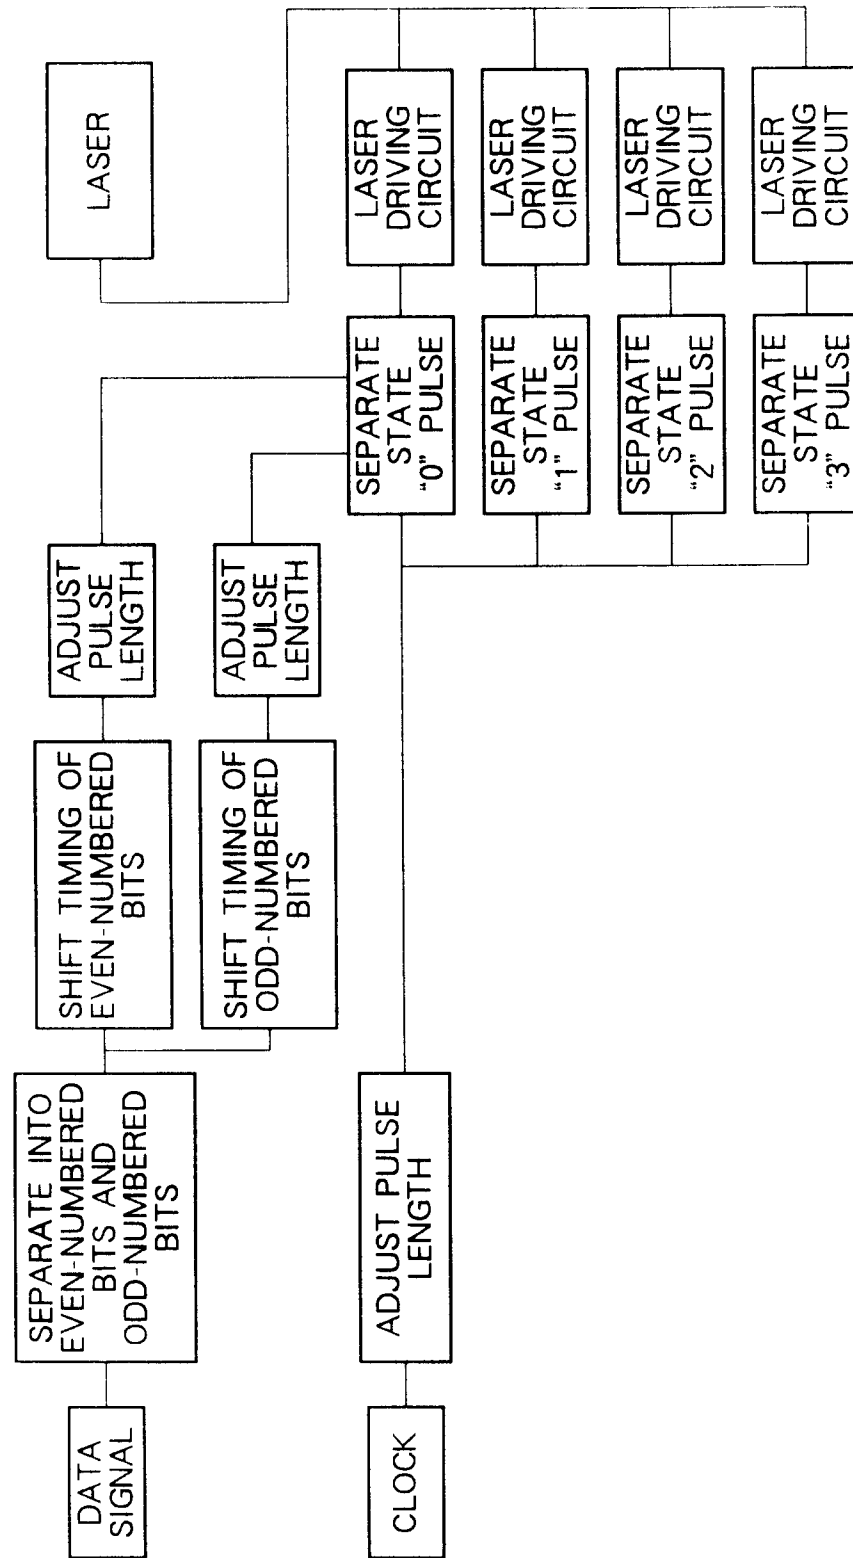 DATA
SIGNAL
SEPARATE INTO
EVEN-NUMBERED
BITS AND
ODD-NUMBERED
BITS
SHIFT TIMING OF
EVEN-NUMBERED
BITS
ADJUST
PULSE
LENGTH
LASER
SHIFT TIMING OF
ODD-NUMBERED
BITS
ADJUST
PULSE
LENGTH
CLOCK
ADJUST PULSE
LENGTH
SEPARATE
STATE
"0" PULSE
LASER
DRIVING
CIRCUIT
SEPARATE
STATE
"1" PULSE
LASER
DRIVING
CIRCUIT
SEPARATE
STATE
"2" PULSE
LASER
DRIVING
CIRCUIT
SEPARATE
STATE
"3" PULSE
LASER
DRIVING
CIRCUIT